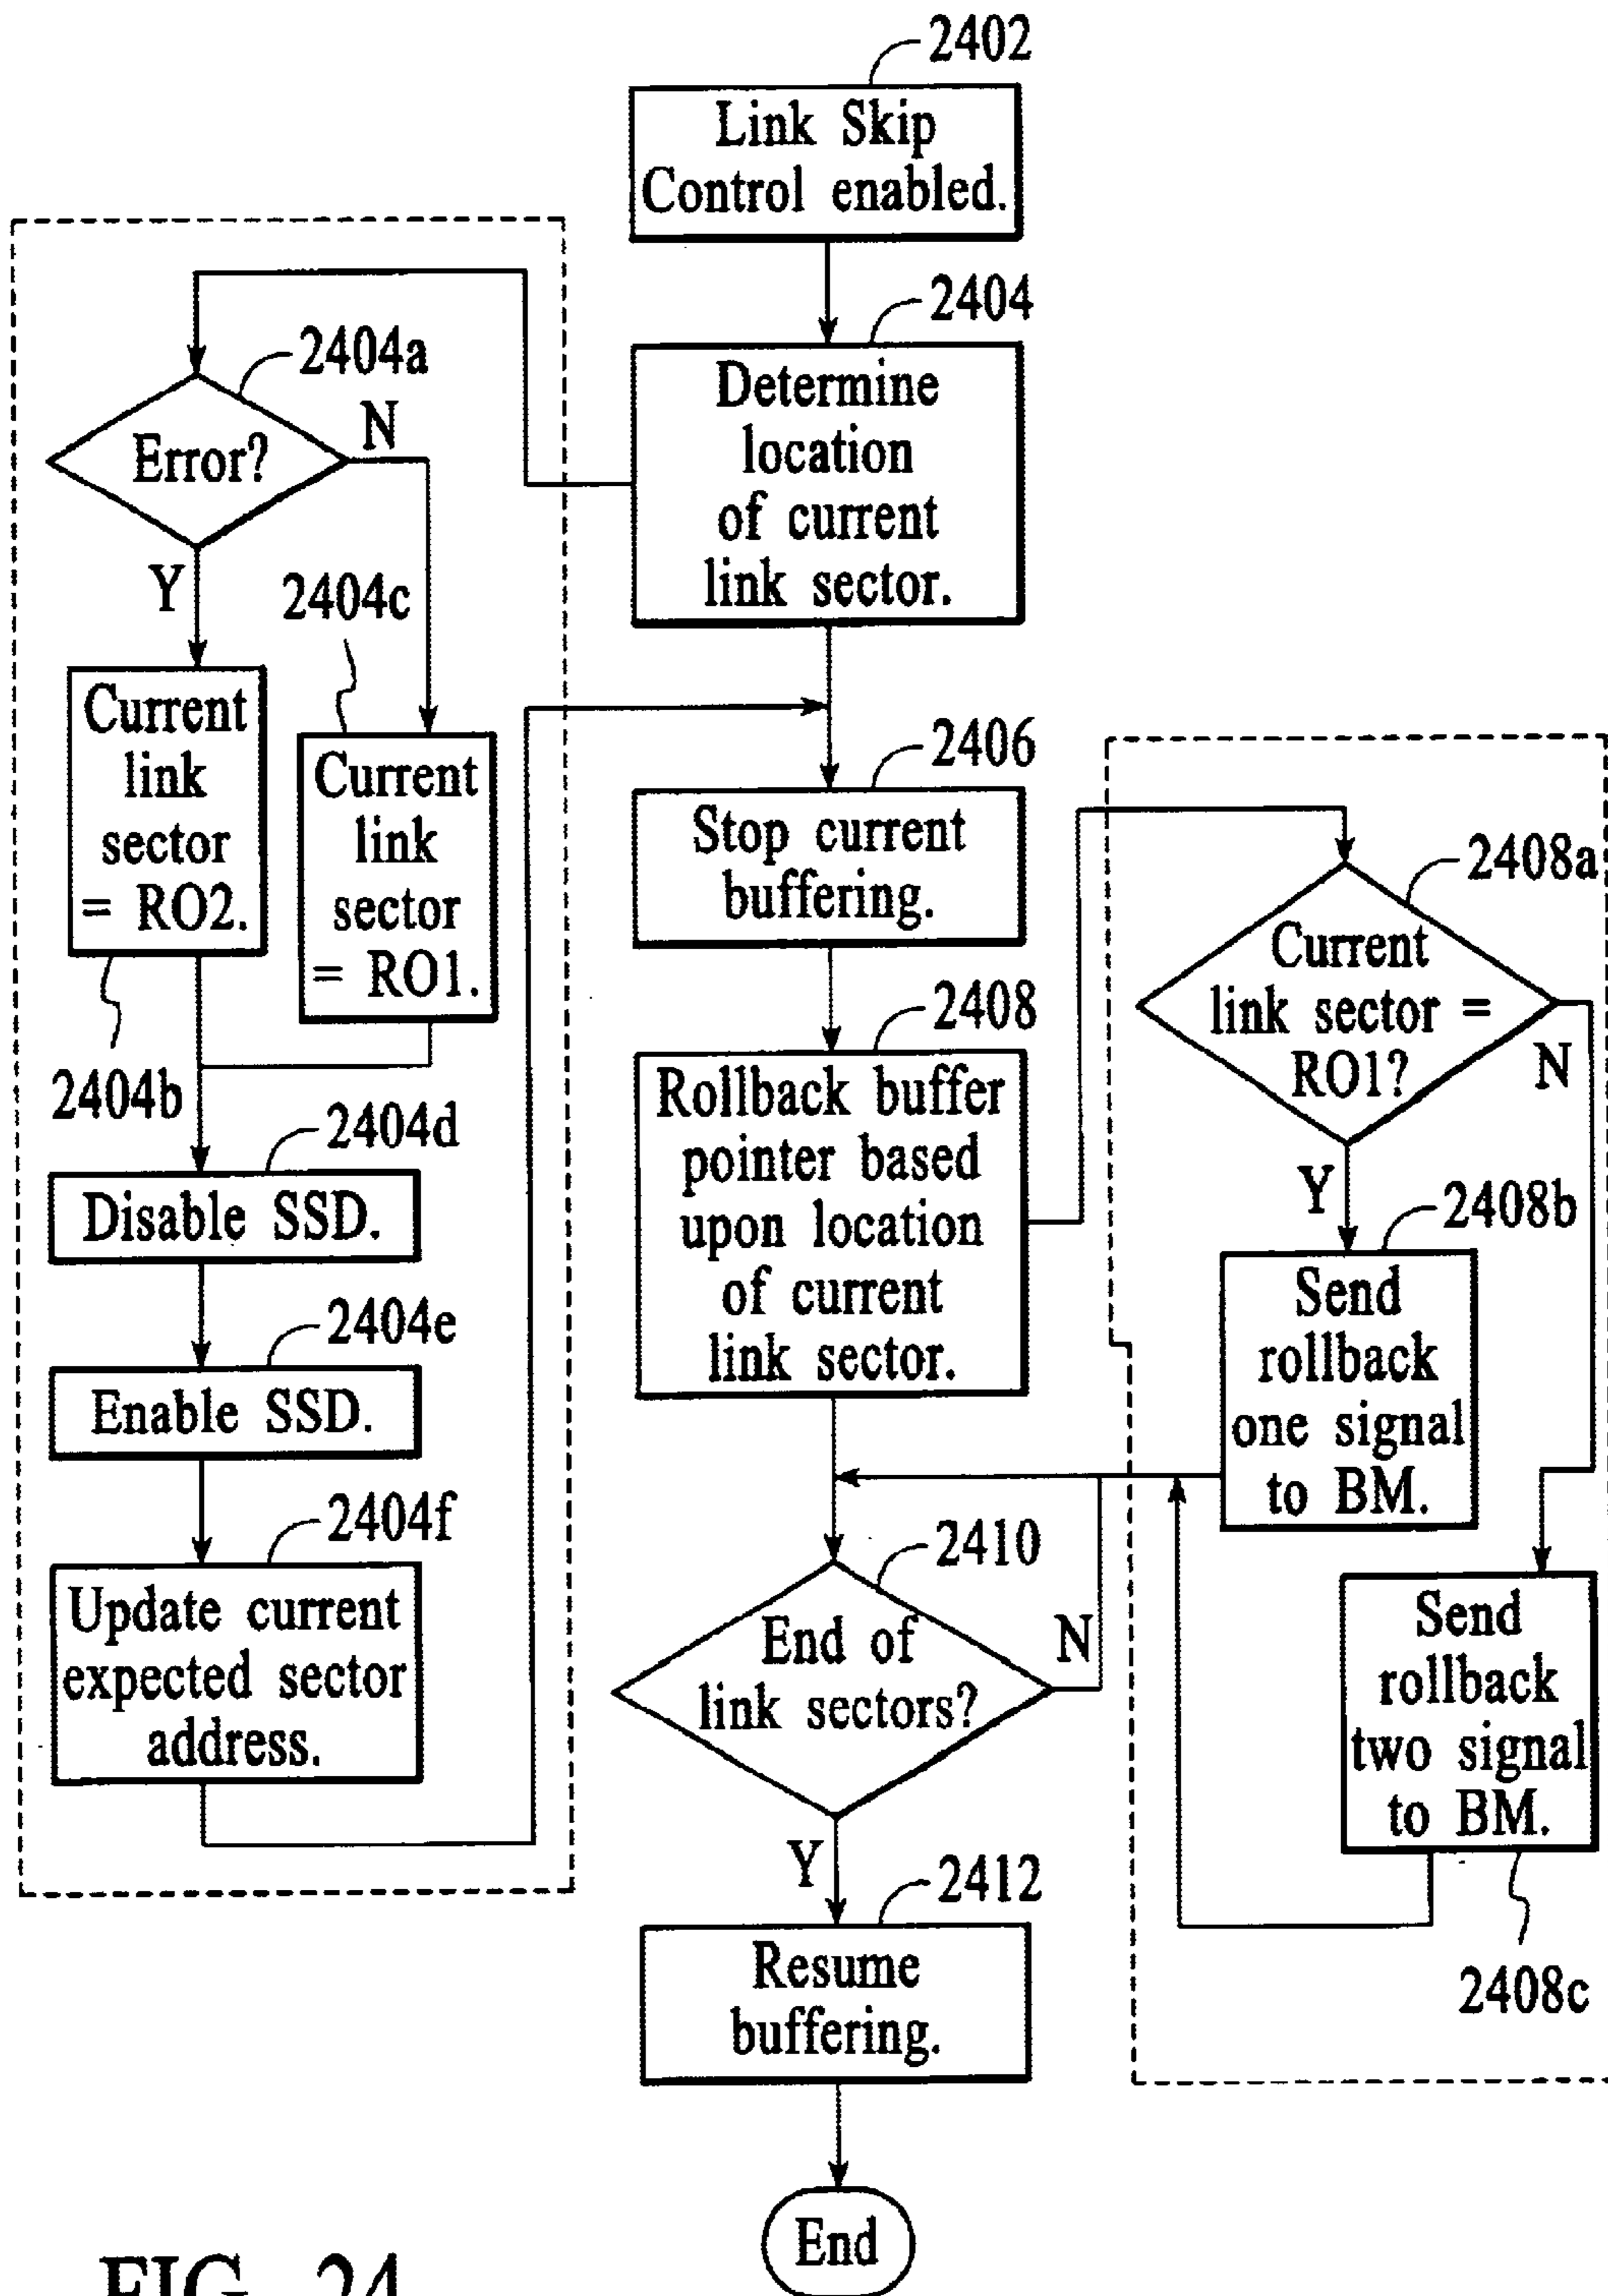 2402
Link Skip
Control enabled.
2404
Determine
location
of current
link sector.
2404a
Error?
N
Y
2404c
Current
link
sector
= RO2.
Current
link
sector
= RO1.
2404b
2404d
Disable SSD.
2404e
Enable SSD.
2404f
Update current
expected sector
address.
2406
Stop current
buffering.
2408
Rollback buffer
pointer based
upon location
of current
link sector.
2408a
Current
link sector =
RO1?
N
Y
2408b
Send
rollback
one signal
to BM.
Send
rollback
two signal
to BM.
2408c
2410
End of
link sectors?
N
Y
2412
Resume
buffering.
End
FIG. 24